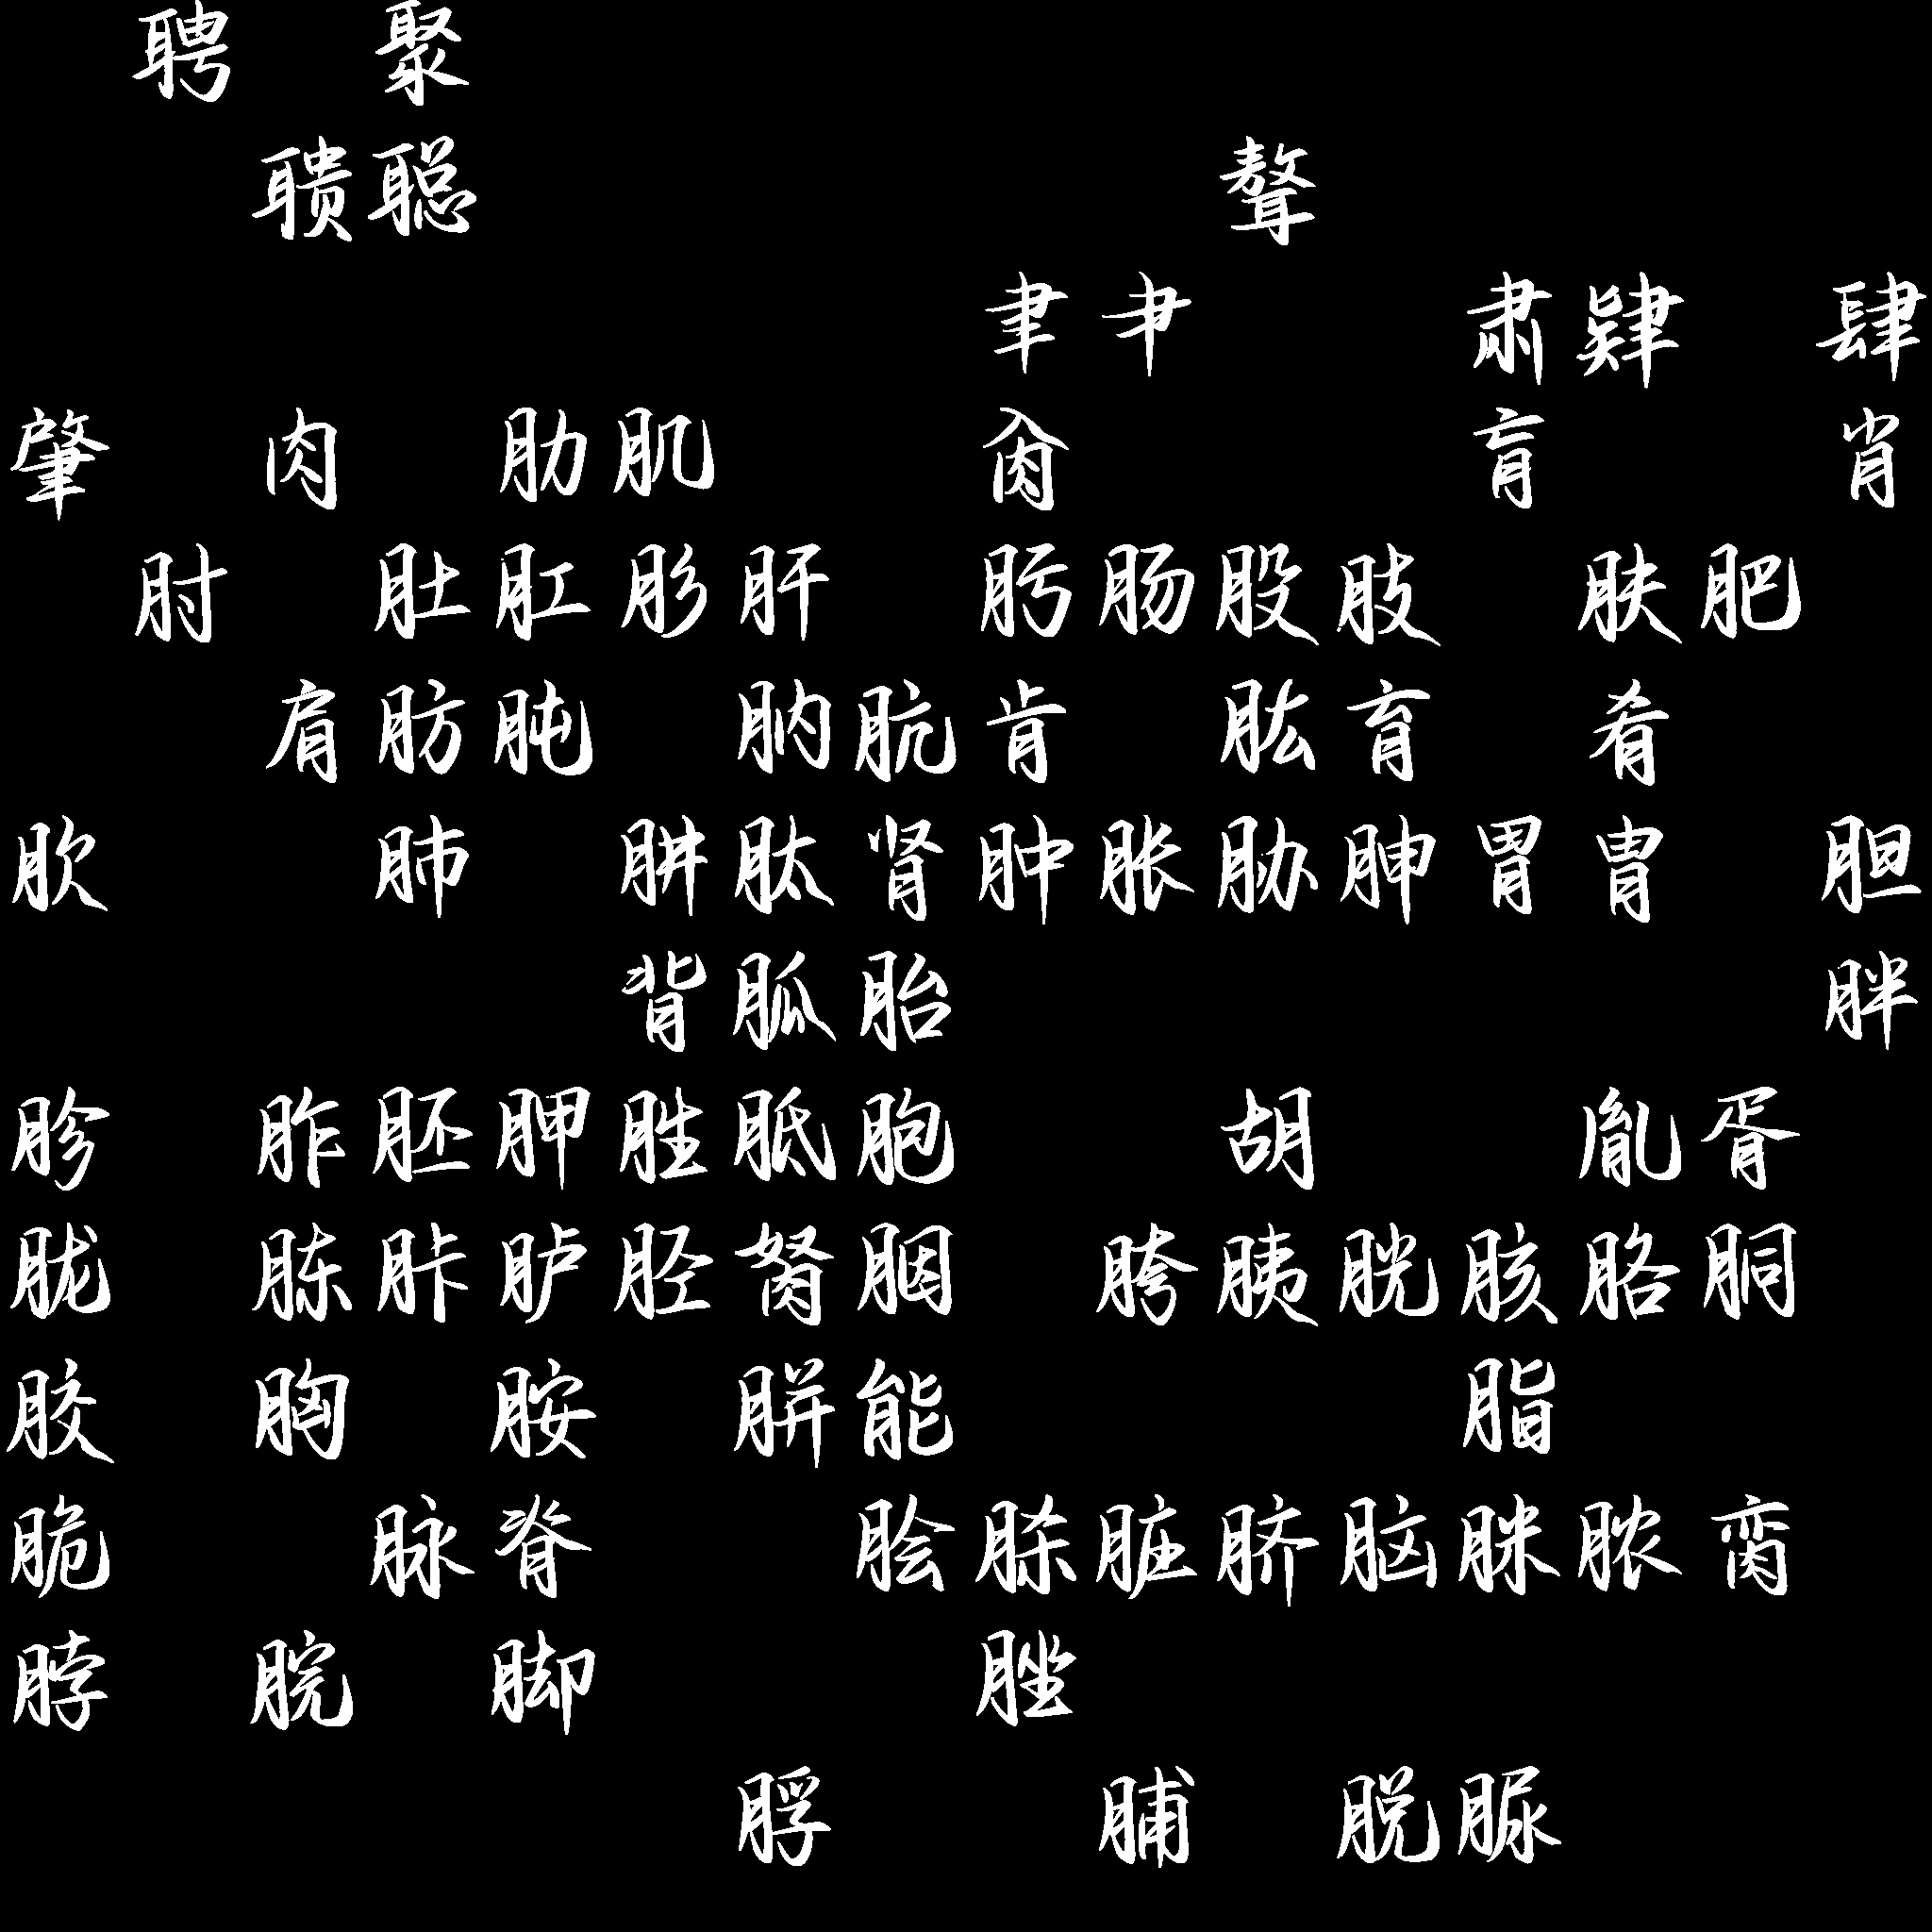 聘 聚
聩 聪 聱
聿 肀 肃 肄 肆
肇 肉 肋 肌 肏 肓 肖
肘 肚 肛 肜 肝 肟 肠 股 肢 肤 肥
肩 肪 肫 肭 肮 肯 肱 育 肴
肷 肺 肼 肽 肾 肿 胀 胁 胂 胃 胄 胆
背 胍 胎 胖
胗 胙 胚 胛 胜 胝 胞 胡 胤 胥
胧 胨 胩 胪 胫 胬 胭 胯 胰 胱 胲 胳 胴
胶 胸 胺 胼 能 脂
脆 脉 脊 脍 脎 脏 脐 脑 脒 脓 脔
脖 脘 脚 脞
脬 脯 脱 脲